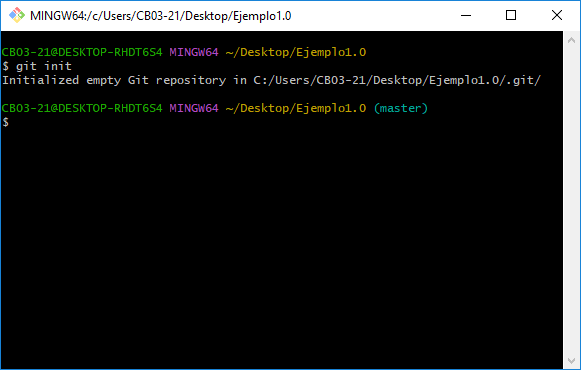 MINGW64:/c/Users/CB03-21/Desktop/Ejemplo1.0
CB03-21@DESKTOP-RHDT6S4 MINGW64 ~/Desktop/Ejemplo1.0
$ git init
Initialized empty Git repository in C:/Users/CB03-21/Desktop/Ejemplo1.0/.git/
CB03-21@DESKTOP-RHDT6S4 MINGW64 ~/Desktop/Ejemplo1.0 (master)
$